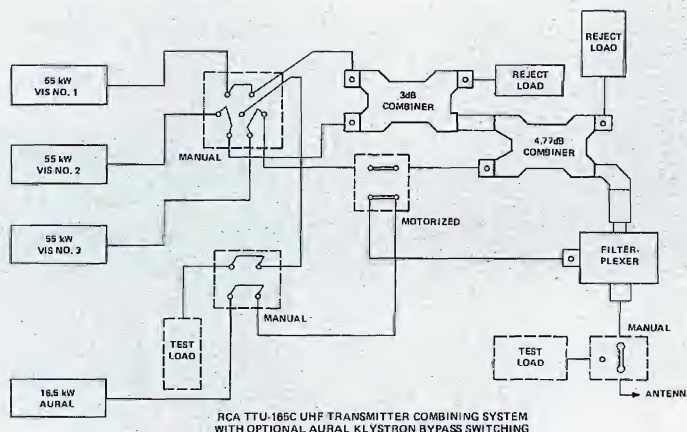 REJECT
LOAD
55 kW
VIS NO. 1
3dB
COMBINER
REJECT
LOAD
4.77dB
COMBINER
MANUAL
55 kW
VIS NO. 2
MOTORIZED
55 kW
VIS NO. 3
FILTER-
PLEXER
MANUAL
TEST
LOAD
MANUAL
TEST
LOAD
16.5 kW
AURAL
ANTENN
RCA TTU-165C UHF TRANSMITTER COMBINING SYSTEM
WITH OPTIONAL AURAL KLYSTRON BYPASS SWITCHING